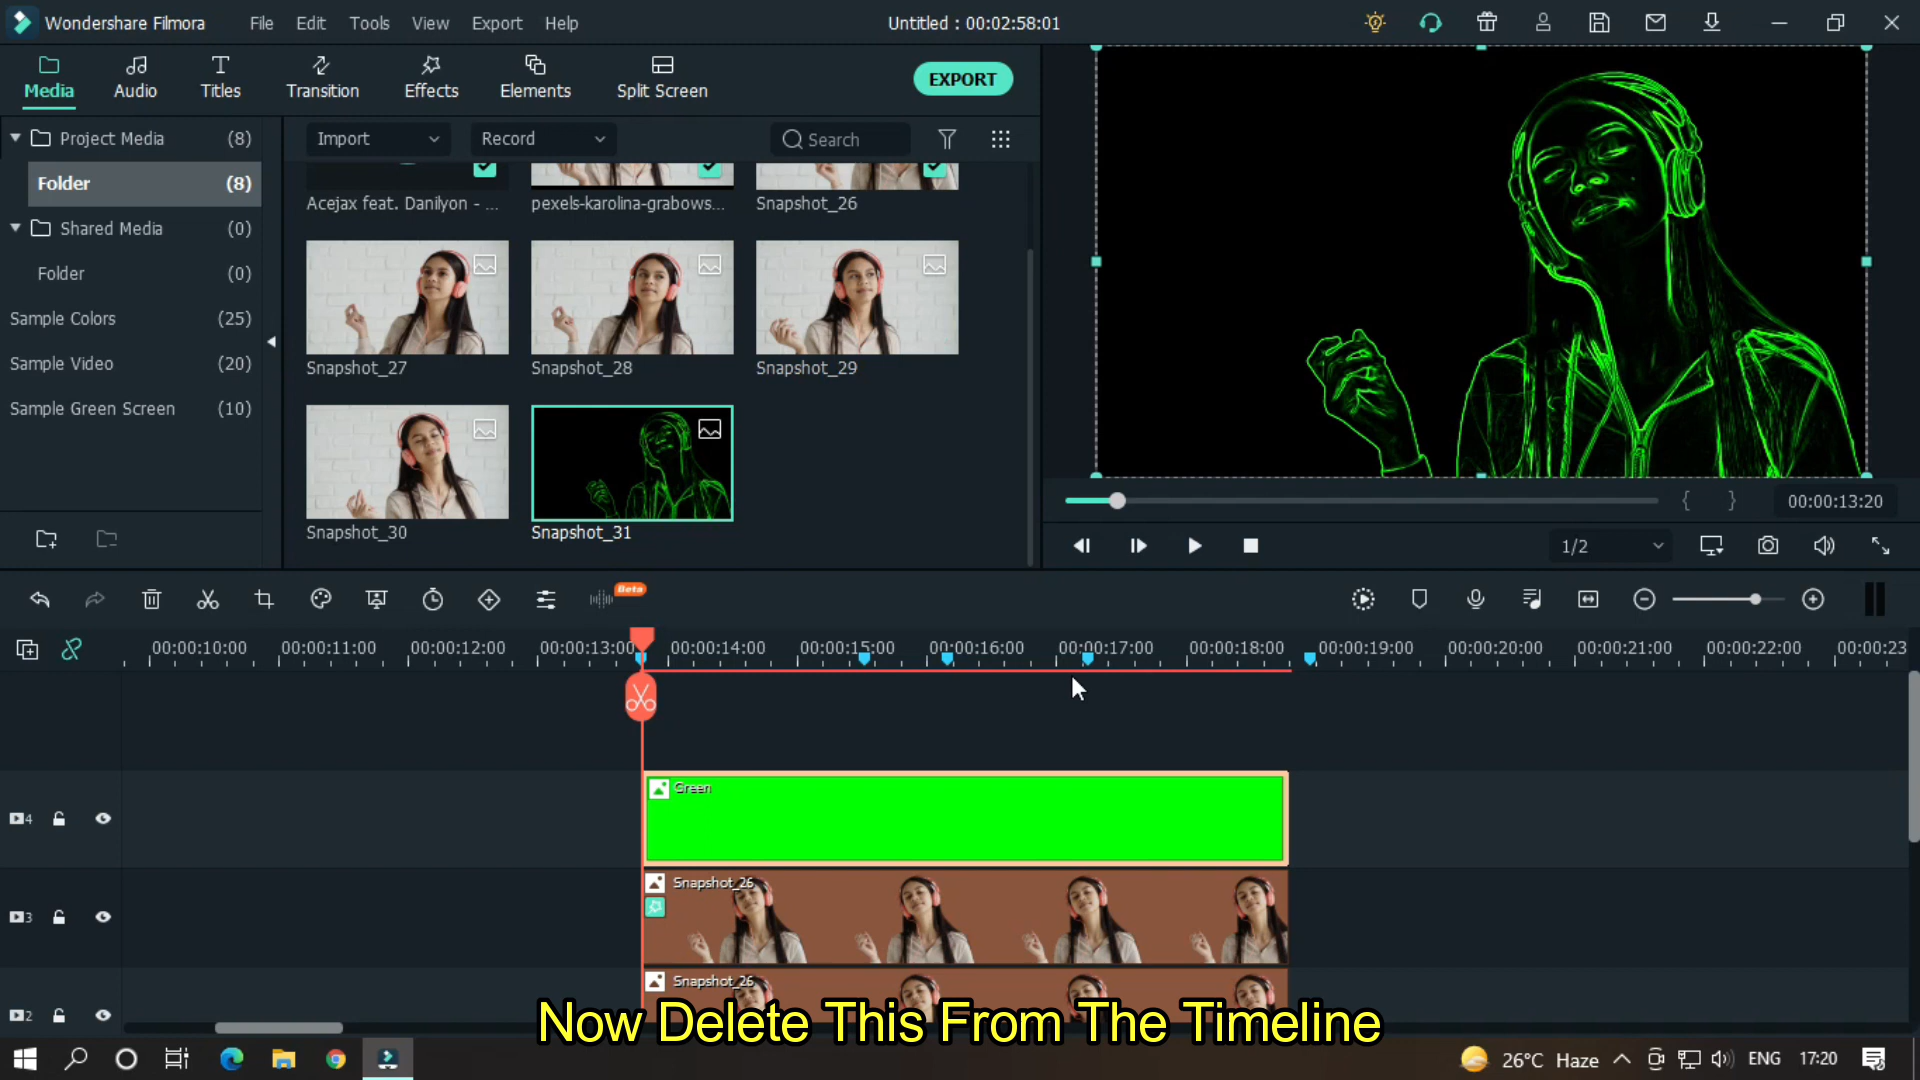 Wondershare Filmora
File
Edit
Tools
View
Export
Help
Untitled : 00:02:58:01
Media
Audio
Titles
Transition
Effects
Elements
Split Screen
EXPORT
Project Media (8)
Folder (8)
Shared Media (0)
Folder (0)
Sample Colors (25)
Sample Video (20)
Sample Green Screen (10)
Import
Record
Search
Acejax feat. Danilyon - ...
pexels-karolina-grabows...
Snapshot_26
Snapshot_27
Snapshot_28
Snapshot_29
Snapshot_30
Snapshot_31
00:00:13:20
1/2
Beta
00:00:10:00
00:00:11:00
00:00:12:00
00:00:13:00
00:00:14:00
00:00:15:00
00:00:16:00
00:00:17:00
00:00:18:00
00:00:19:00
00:00:20:00
00:00:21:00
00:00:22:00
00:00:23
4
Green
3
Snapshot_26
2
Snapshot_26
Now Delete This From The Timeline
26°C Haze
ENG
17:20